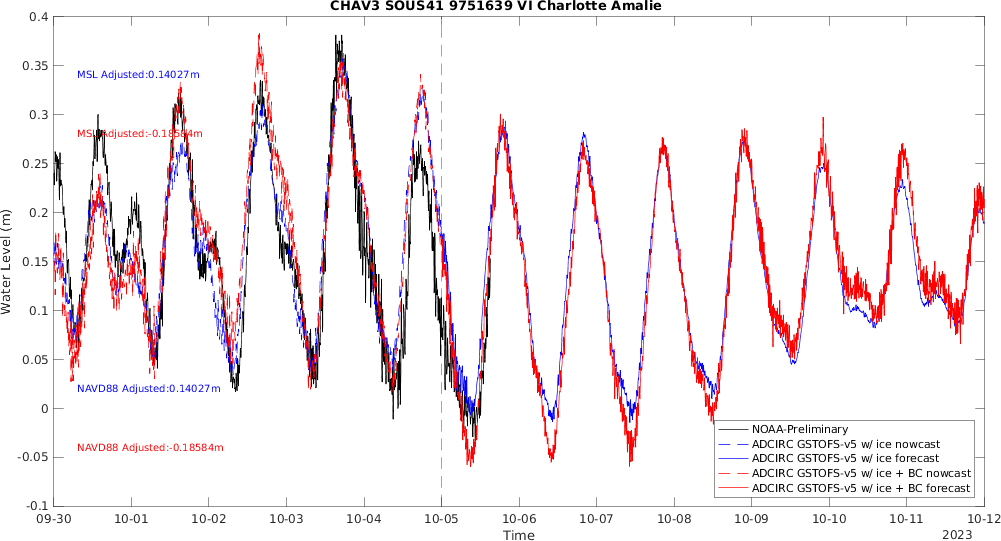 CHAV3 SOUS41 9751639 VI Charlotte Amalie
Water Level (m)
0.4
0.35
0.3
0.25
0.2
0.15
0.1
0.05
0
-0.05
-0.1
MSL Adjusted:0.14027m
MSL Adjusted:-0.18584m
NAVD88 Adjusted:0.14027m
NAVD88 Adjusted:-0.18584m
NOAA-Preliminary
ADCIRC GSTOFS-v5 w/ ice nowcast
ADCIRC GSTOFS-v5 w/ ice forecast
ADCIRC GSTOFS-v5 w/ ice + BC nowcast
ADCIRC GSTOFS-v5 w/ ice + BC forecast
09-30 10-01 10-02 10-03 10-04 10-05 10-06 10-07 10-08 10-09 10-10 10-11 10-12
Time
2023